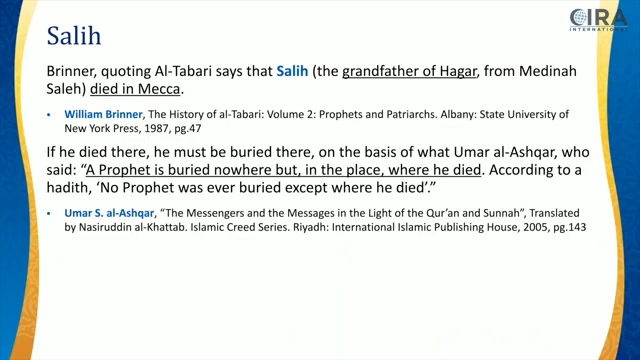 CIRA
INTERNATIONAL
Salih
Brinner, quoting Al-Tabari says that Salih (the grandfather of Hagar, from Medinah
Saleh) died in Mecca.
• William Brinner, The History of al-Tabari: Volume 2: Prophets and Patriarchs. Albany: State University of
New York Press, 1987, pg.47
If he died there, he must be buried there, on the basis of what Umar al-Ashqar, who
said: “A Prophet is buried nowhere but, in the place, where he died. According to a
hadith, ‘No Prophet was ever buried except where he died’.”
• Umar S. al-Ashqar, “The Messengers and the Messages in the Light of the Qur’an and Sunnah”, Translated
by Nasiruddin al-Khattab. Islamic Creed Series. Riyadh: International Islamic Publishing House, 2005, pg.143